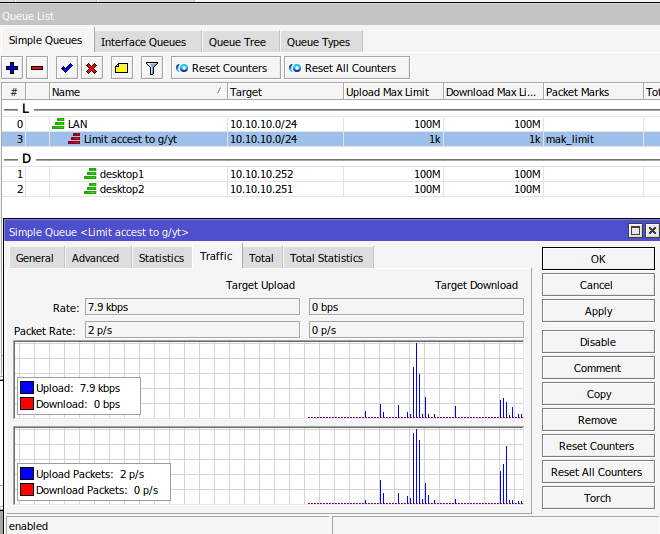 Queue List
Simple Queues Interface Queues Queue Tree Queue Types
Reset Counters Reset All Counters
# Name / Target Upload Max Limit Download Max Li... Packet Marks Tot
L
0 LAN 10.10.10.0/24 100M 100M
3 Limit accest to g/yt 10.10.10.0/24 1k 1k mak_limit
D
1 desktop1 10.10.10.252 100M 100M
2 desktop2 10.10.10.251 100M 100M
Simple Queue <Limit accest to g/yt>
General Advanced Statistics Traffic Total Total Statistics
Target Upload Target Download
Rate: 7.9 kbps 0 bps
Packet Rate: 2 p/s 0 p/s
Upload: 7.9 kbps
Download: 0 bps
Upload Packets: 2 p/s
Download Packets: 0 p/s
OK
Cancel
Apply
Disable
Comment
Copy
Remove
Reset Counters
Reset All Counters
Torch
enabled